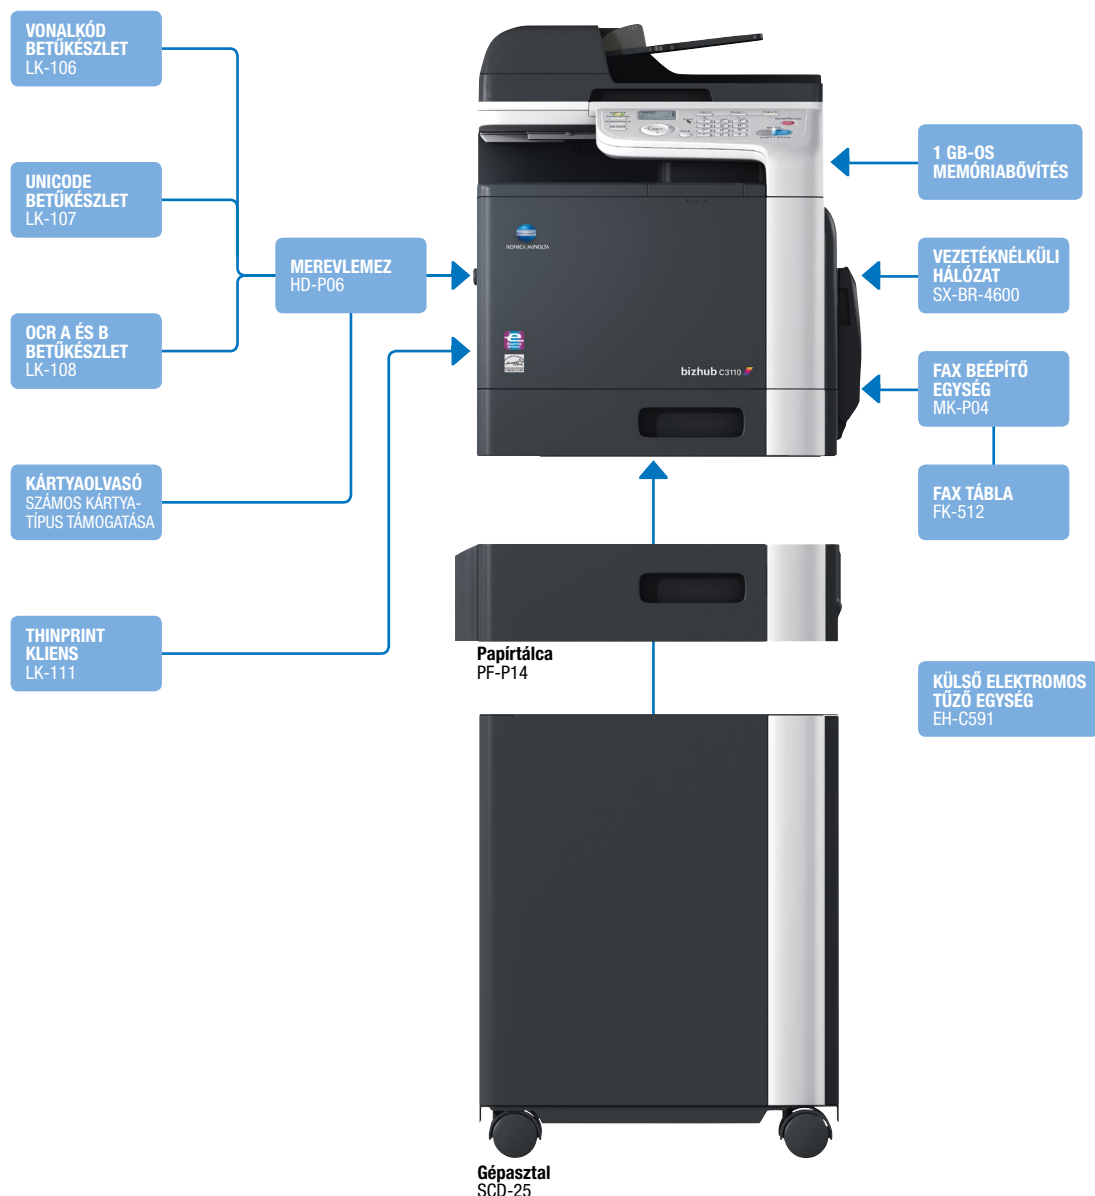 VONALKÓD
BETŰKÉSZLET
LK-106
UNICODE
BETŰKÉSZLET
LK-107
OCR A ÉS B
BETŰKÉSZLET
LK-108
KÁRTYAOLVASÓ
SZÁMOS KÁRTYA-
TÍPUS TÁMOGATÁSA
THINPRINT
KLIENS
LK-111
MEREVLEMEZ
HD-P06
KONICA MINOLTA
bizhub C3110
Papírtálca
PF-P14
Gépasztal
SCD-25
1 GB-OS
MEMÓRIABŐVÍTÉS
VEZETÉKNÉLKÜLI
HÁLÓZAT
SX-BR-4600
FAX BEÉPÍTŐ
EGYSÉG
MK-P04
FAX TÁBLA
FK-512
KÜLSŐ ELEKTROMOS
TŰZŐ EGYSÉG
EH-C591